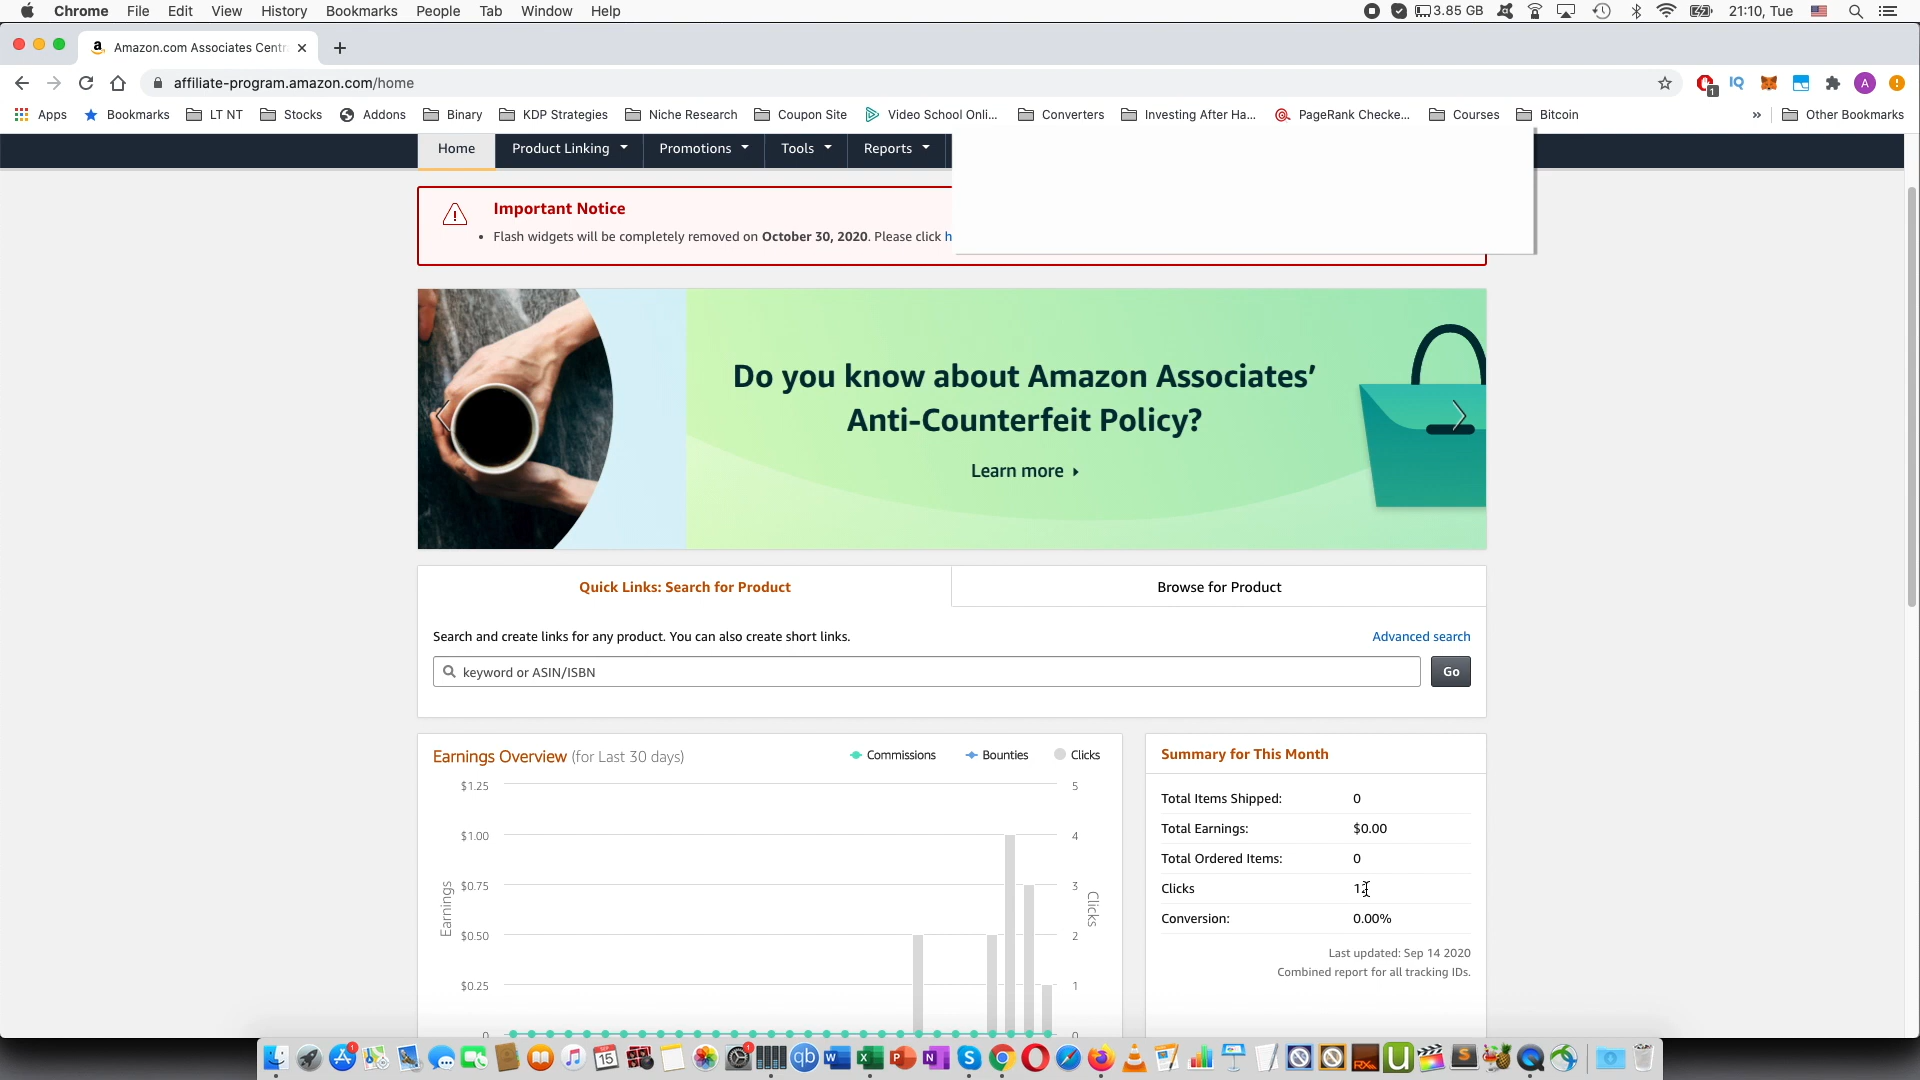 Chrome File Edit View History Bookmarks People Tab Window Help 3.85 GB 21:10, Tue
Amazon.com Associates Centr
affiliate-program.amazon.com/home
Apps Bookmarks LT NT Stocks Addons Binary KDP Strategies Niche Research Coupon Site Video School Onli... Converters Investing After Ha... PageRank Checke... Courses Bitcoin » Other Bookmarks
Home Product Linking Promotions Tools Reports
Important Notice
• Flash widgets will be completely removed on October 30, 2020. Please click h
Do you know about Amazon Associates'
Anti-Counterfeit Policy?
Learn more
Quick Links: Search for Product Browse for Product
Search and create links for any product. You can also create short links. Advanced search
keyword or ASIN/ISBN Go
Earnings Overview (for Last 30 days) Commissions Bounties Clicks
Summary for This Month
$1.25 5
$1.00 4
$0.75 3
$0.50 2
$0.25 1
0 0
Earnings
Clicks
Total Items Shipped: 0
Total Earnings: $0.00
Total Ordered Items: 0
Clicks 12
Conversion: 0.00%
Last updated: Sep 14 2020
Combined report for all tracking IDs.